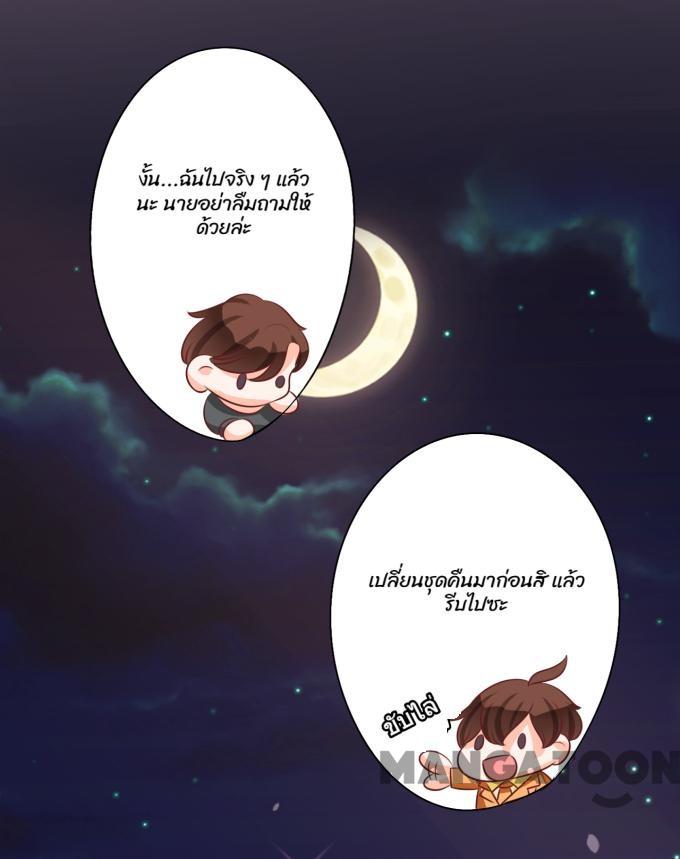 งั้น...ฉันไปจริง ๆ แล้ว
นะ นายอย่าลืมถามให้
ด้วยล่ะ
เปลี่ยนชุดคืนมาก่อนสิ แล้ว
รีบไปซะ
ขับไล่
MANGATOON